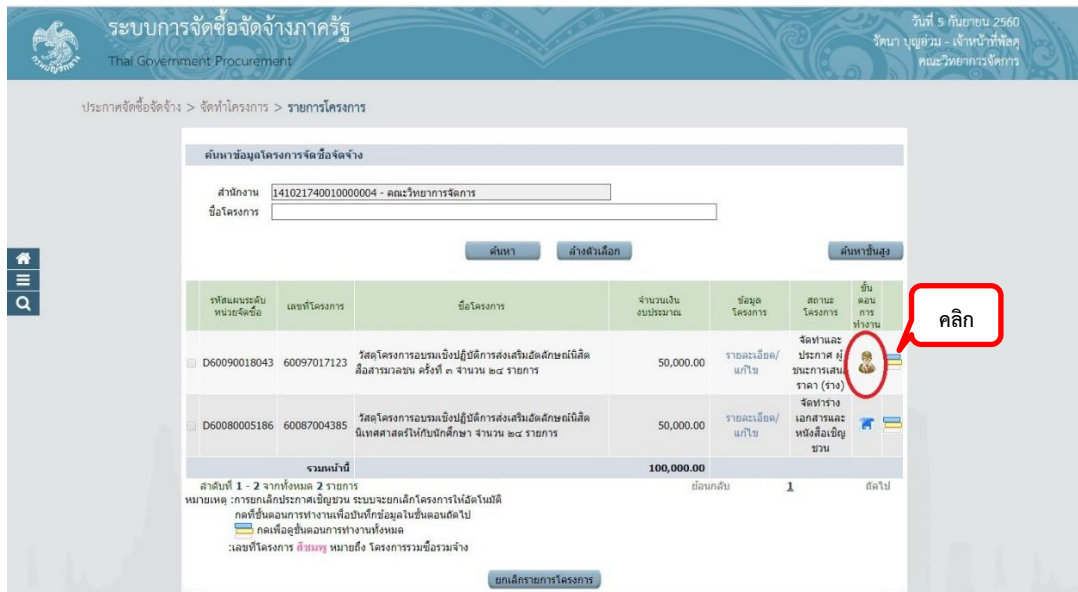 ระบบการจัดซื้อจัดจ้างภาครัฐ
Thai Government Procurement
วันที่ 5 กันยายน 2560
รัตนา บุญอ่วม - เจ้าหน้าที่พัสดุ
คณะวิทยาการจัดการ
ประกาศจัดซื้อจัดจ้าง > จัดทำโครงการ > รายการโครงการ
ค้นหาข้อมูลโครงการจัดซื้อจัดจ้าง
สำนักงาน 141021740010000004 - คณะวิทยาการจัดการ
ชื่อโครงการ
ค้นหา ล้างตัวเลือก ค้นหาขั้นสูง
รหัสแผนระดับหน่วยจัดซื้อ เลขที่โครงการ ชื่อโครงการ จำนวนเงินงบประมาณ ข้อมูลโครงการ สถานะโครงการ ขั้นตอนการทำงาน
คลิก
D60090018043 60097017123 วัสดุโครงการอบรมเชิงปฏิบัติการส่งเสริมอัตลักษณ์นิสิต
สื่อสารมวลชน ครั้งที่ ๓ จำนวน ๒๔ รายการ
50,000.00
รายละเอียด/
แก้ไข
จัดทำและ
ประกาศ ผู้
ชนะการเสนอ
ราคา (ร่าง)
D60080005186 60087004385 วัสดุโครงการอบรมเชิงปฏิบัติการส่งเสริมอัตลักษณ์นิสิต
นิเทศศาสตร์ให้กับนักศึกษา จำนวน ๒๔ รายการ
50,000.00
รายละเอียด/
แก้ไข
จัดทำร่าง
เอกสารและ
หนังสือเชิญ
ชวน
รวมหน้านี้ 100,000.00
ลำดับที่ 1 - 2 จากทั้งหมด 2 รายการ ย้อนกลับ 1 ถัดไป
หมายเหตุ :การยกเลิกประกาศเชิญชวน ระบบจะยกเลิกโครงการให้อัตโนมัติ
กดที่ขั้นตอนการทำงานเพื่อบันทึกข้อมูลในขั้นตอนถัดไป
กดเพื่อดูขั้นตอนการทำงานทั้งหมด
:เลขที่โครงการ สีชมพู หมายถึง โครงการรวมซื้อรวมจ้าง
ยกเลิกรายการโครงการ